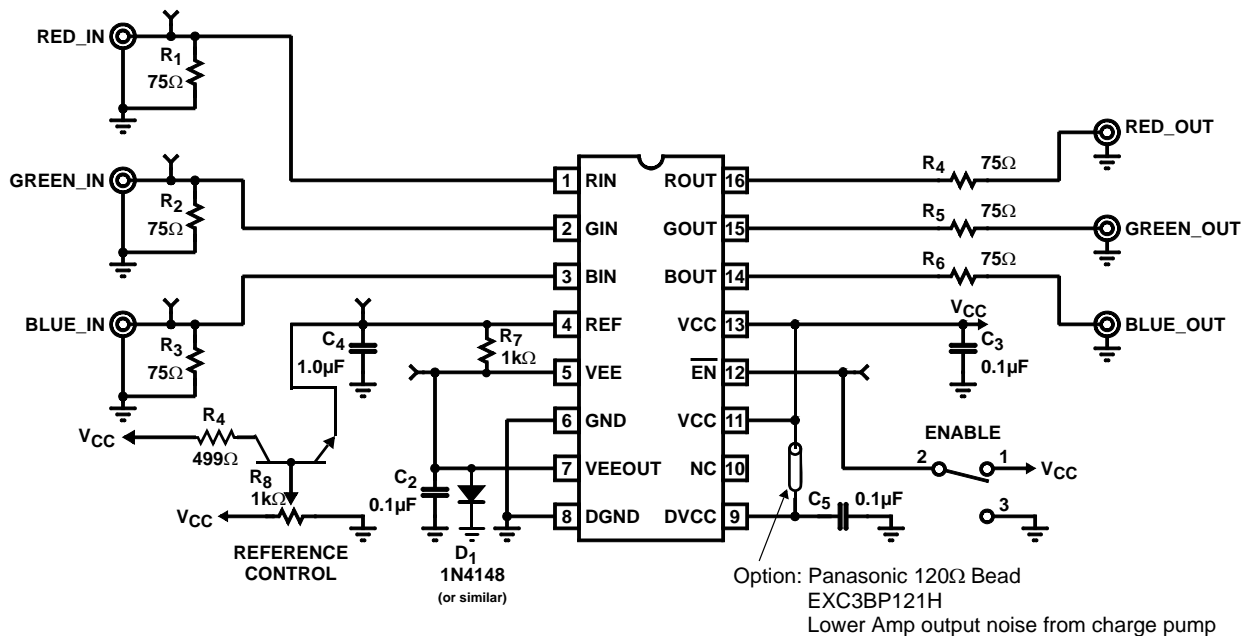 RED_IN
R1
75Ω
GREEN_IN
R2
75Ω
BLUE_IN
R3
75Ω
C4
1.0µF
R7
1kΩ
VCC
R4
499Ω
R8
1kΩ
VCC
REFERENCE
CONTROL
C2
0.1µF
D1
1N4148
(or similar)
1 RIN ROUT 16
2 GIN GOUT 15
3 BIN BOUT 14
4 REF VCC 13
5 VEE EN 12
6 GND VCC 11
7 VEEOUT NC 10
8 DGND DVCC 9
R4 75Ω
RED_OUT
R5 75Ω
GREEN_OUT
R6 75Ω
BLUE_OUT
VCC
C3
0.1µF
ENABLE
2 1 VCC
3
C5 0.1µF
Option: Panasonic 120Ω Bead
EXC3BP121H
Lower Amp output noise from charge pump